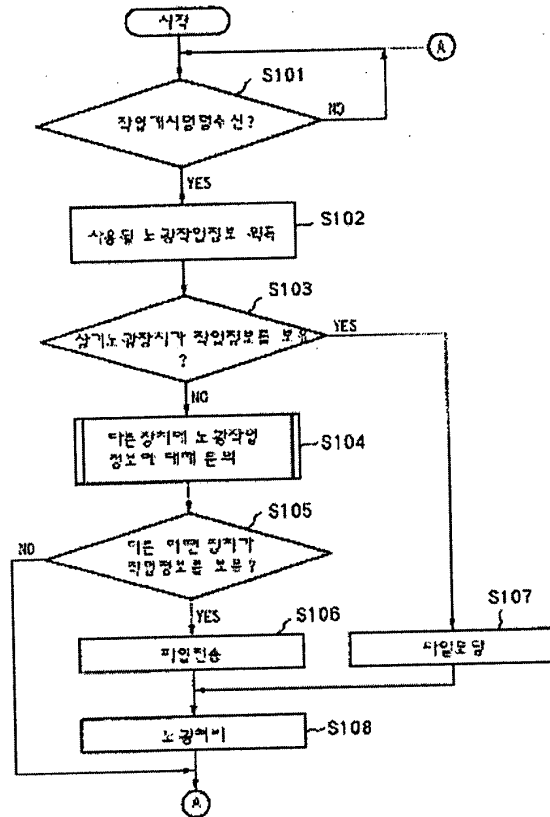 시작
A
S101
작업개시명령수신?
NO
YES
S102
사용될 노광작업정보 획득
S103
상기노광장치가 작업정보를 보유
?
YES
NO
다른장치에 노광작업
정보에 대해 문의
S104
S105
NO
다른 어떤 장치가
작업정보를 보유?
YES
S106
S107
파일전송
파일로딩
노광처리
S108
A